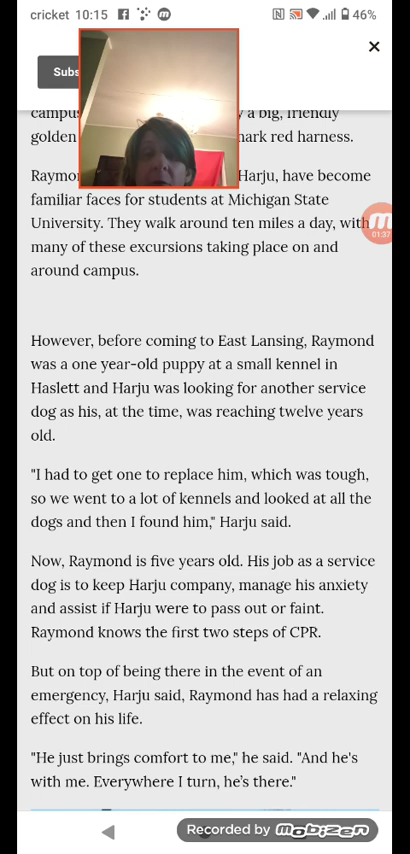 cricket 10:15 46%
Subs
campus y a big, friendly
golden mark red harness.
Harju, have become
familiar faces for students at Michigan State
University. They walk around ten miles a day, with
many of these excursions taking place on and
01:37
around campus.
However, before coming to East Lansing, Raymond
was a one year-old puppy at a small kennel in
Haslett and Harju was looking for another service
dog as his, at the time, was reaching twelve years
old.
"I had to get one to replace him, which was tough,
so we went to a lot of kennels and looked at all the
dogs and then I found him," Harju said.
Now, Raymond is five years old. His job as a service
dog is to keep Harju company, manage his anxiety
and assist if Harju were to pass out or faint.
Raymond knows the first two steps of CPR.
But on top of being there in the event of an
emergency, Harju said, Raymond has had a relaxing
effect on his life.
"He just brings comfort to me," he said. "And he's
with me. Everywhere I turn, he's there."
Recorded by mobizen